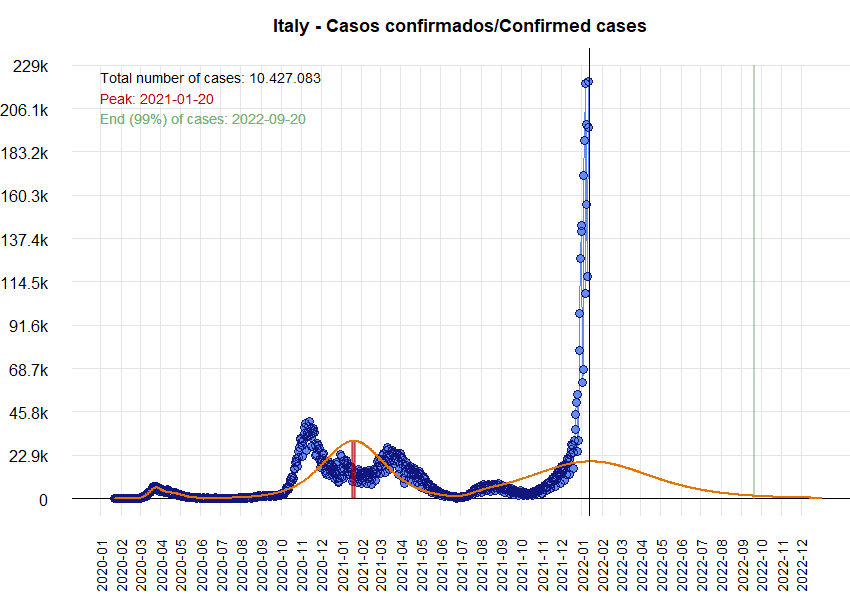 Italy - Casos confirmados/Confirmed cases
229k
206.1k
183.2k
160.3k
137.4k
114.5k
91.6k
68.7k
45.8k
22.9k
0
Total number of cases: 10.427.083
Peak: 2021-01-20
End (99%) of cases: 2022-09-20
2020-01
2020-02
2020-03
2020-04
2020-05
2020-06
2020-07
2020-08
2020-09
2020-10
2020-11
2020-12
2021-01
2021-02
2021-03
2021-04
2021-05
2021-06
2021-07
2021-08
2021-09
2021-10
2021-11
2021-12
2022-01
2022-02
2022-03
2022-04
2022-05
2022-06
2022-07
2022-08
2022-09
2022-10
2022-11
2022-12